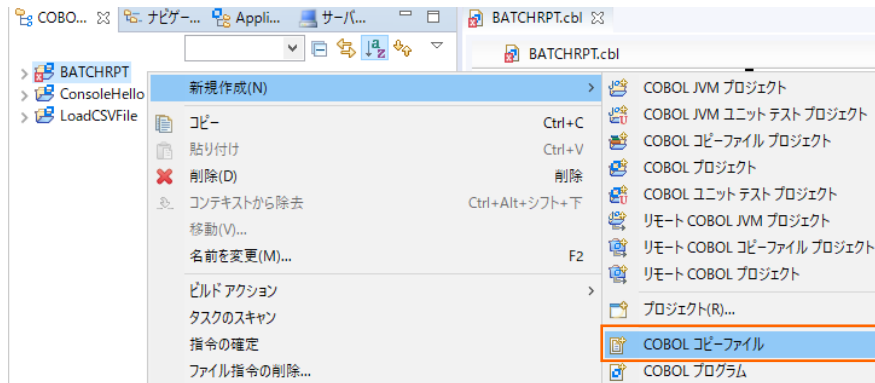 COBO...
ナビゲー...
Appli...
サーバ...
BATCHRPT.cbl
BATCHRPT.cbl
BATCHRPT
ConsoleHello
LoadCSVFile
新規作成(N)
コピー Ctrl+C
貼り付け Ctrl+V
削除(D) 削除
コンテキストから除去 Ctrl+Alt+シフト+下
移動(V)...
名前を変更(M)... F2
ビルド アクション
タスクのスキャン
指令の確定
ファイル指令の削除...
COBOL JVM プロジェクト
COBOL JVM ユニット テスト プロジェクト
COBOL コピーファイル プロジェクト
COBOL プロジェクト
COBOL ユニット テスト プロジェクト
リモート COBOL JVM プロジェクト
リモート COBOL コピーファイル プロジェクト
リモート COBOL プロジェクト
プロジェクト(R)...
COBOL コピーファイル
COBOL プログラム